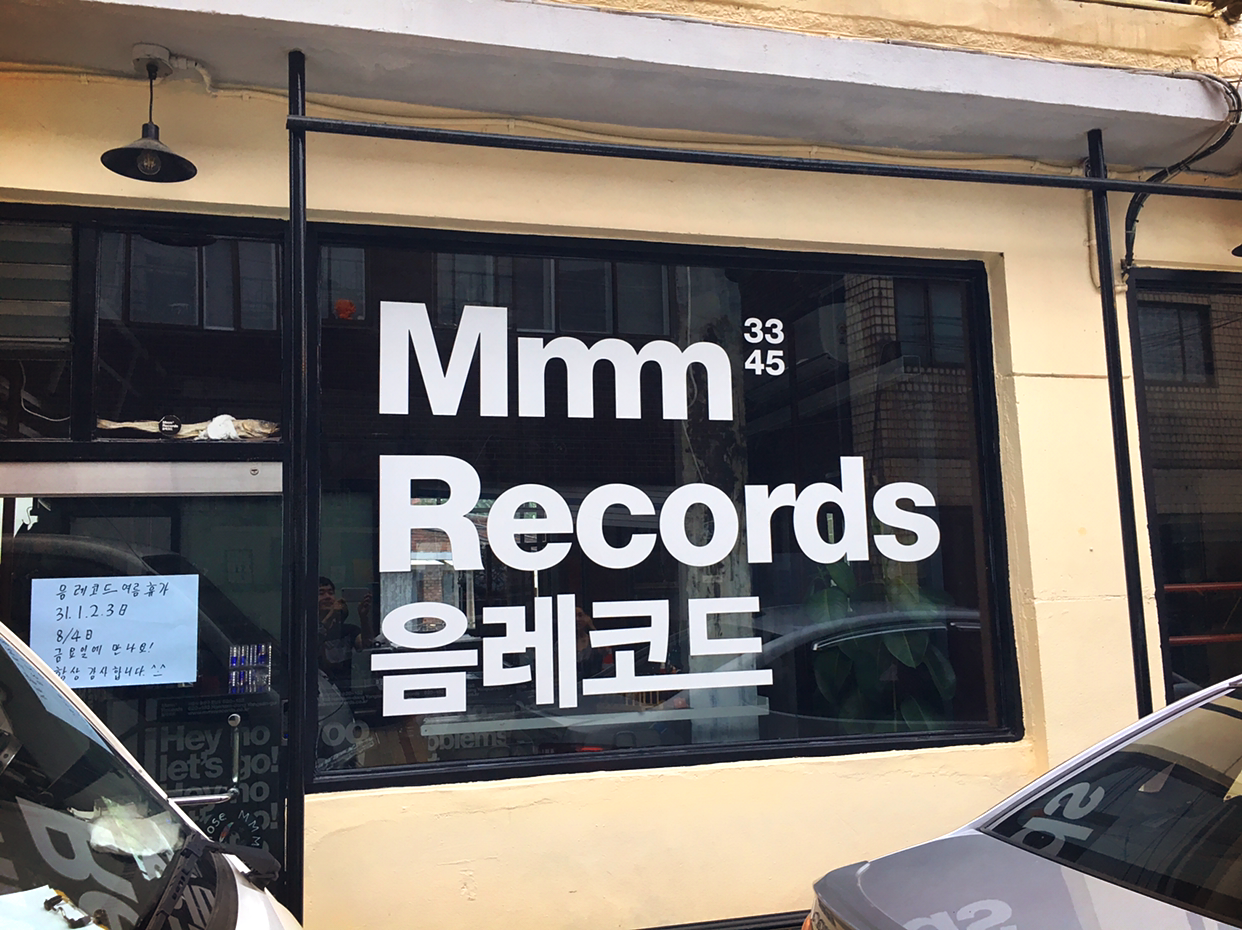 Mmm 33
45
Records
음레코드
음레코드 여름 휴가
31.1.2.3日
8/4日
금요일에 만나요!
항상 감사합니다. ^^
Hey ho
let's go!
Hey ho
go!
oblems